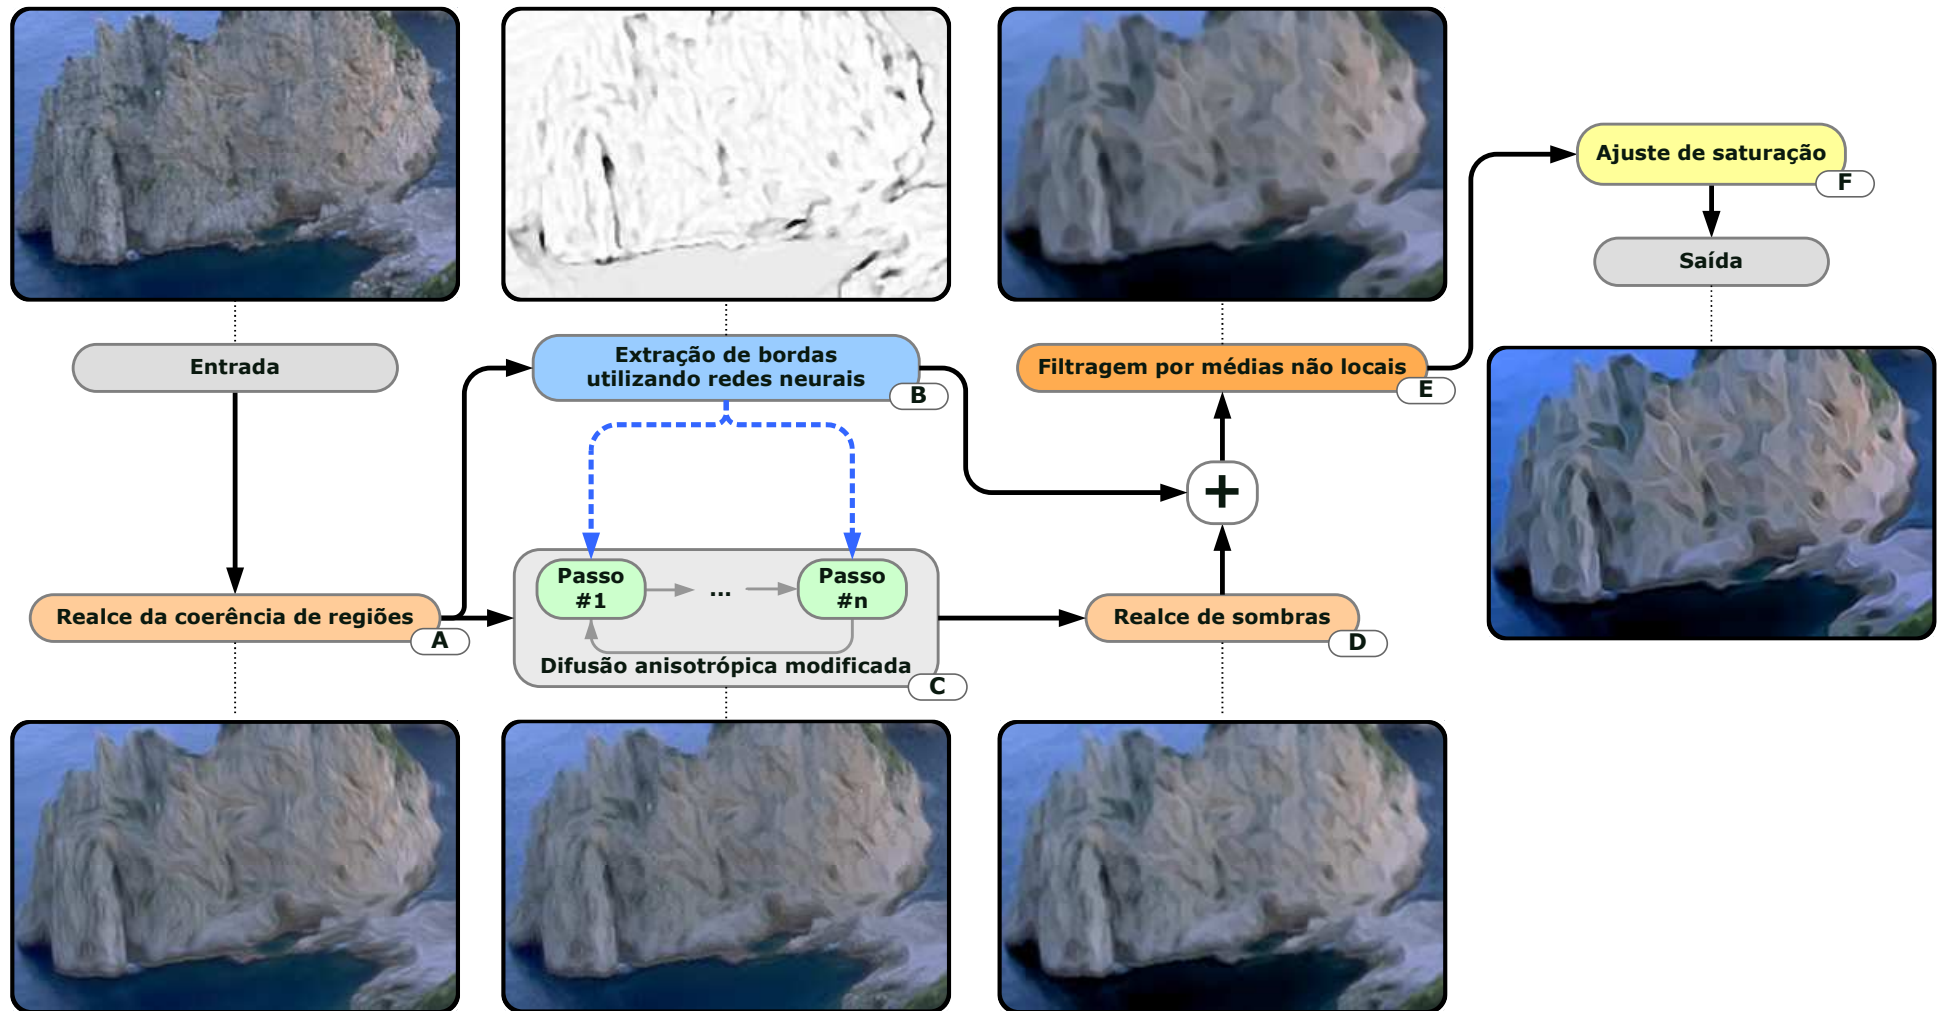 Entrada
Realce da coerência de regiões
A
Extração de bordas
utilizando redes neurais
B
Passo
#1
...
Passo
#n
Difusão anisotrópica modificada
C
Realce de sombras
D
+
Filtragem por médias não locais
E
Ajuste de saturação
F
Saída